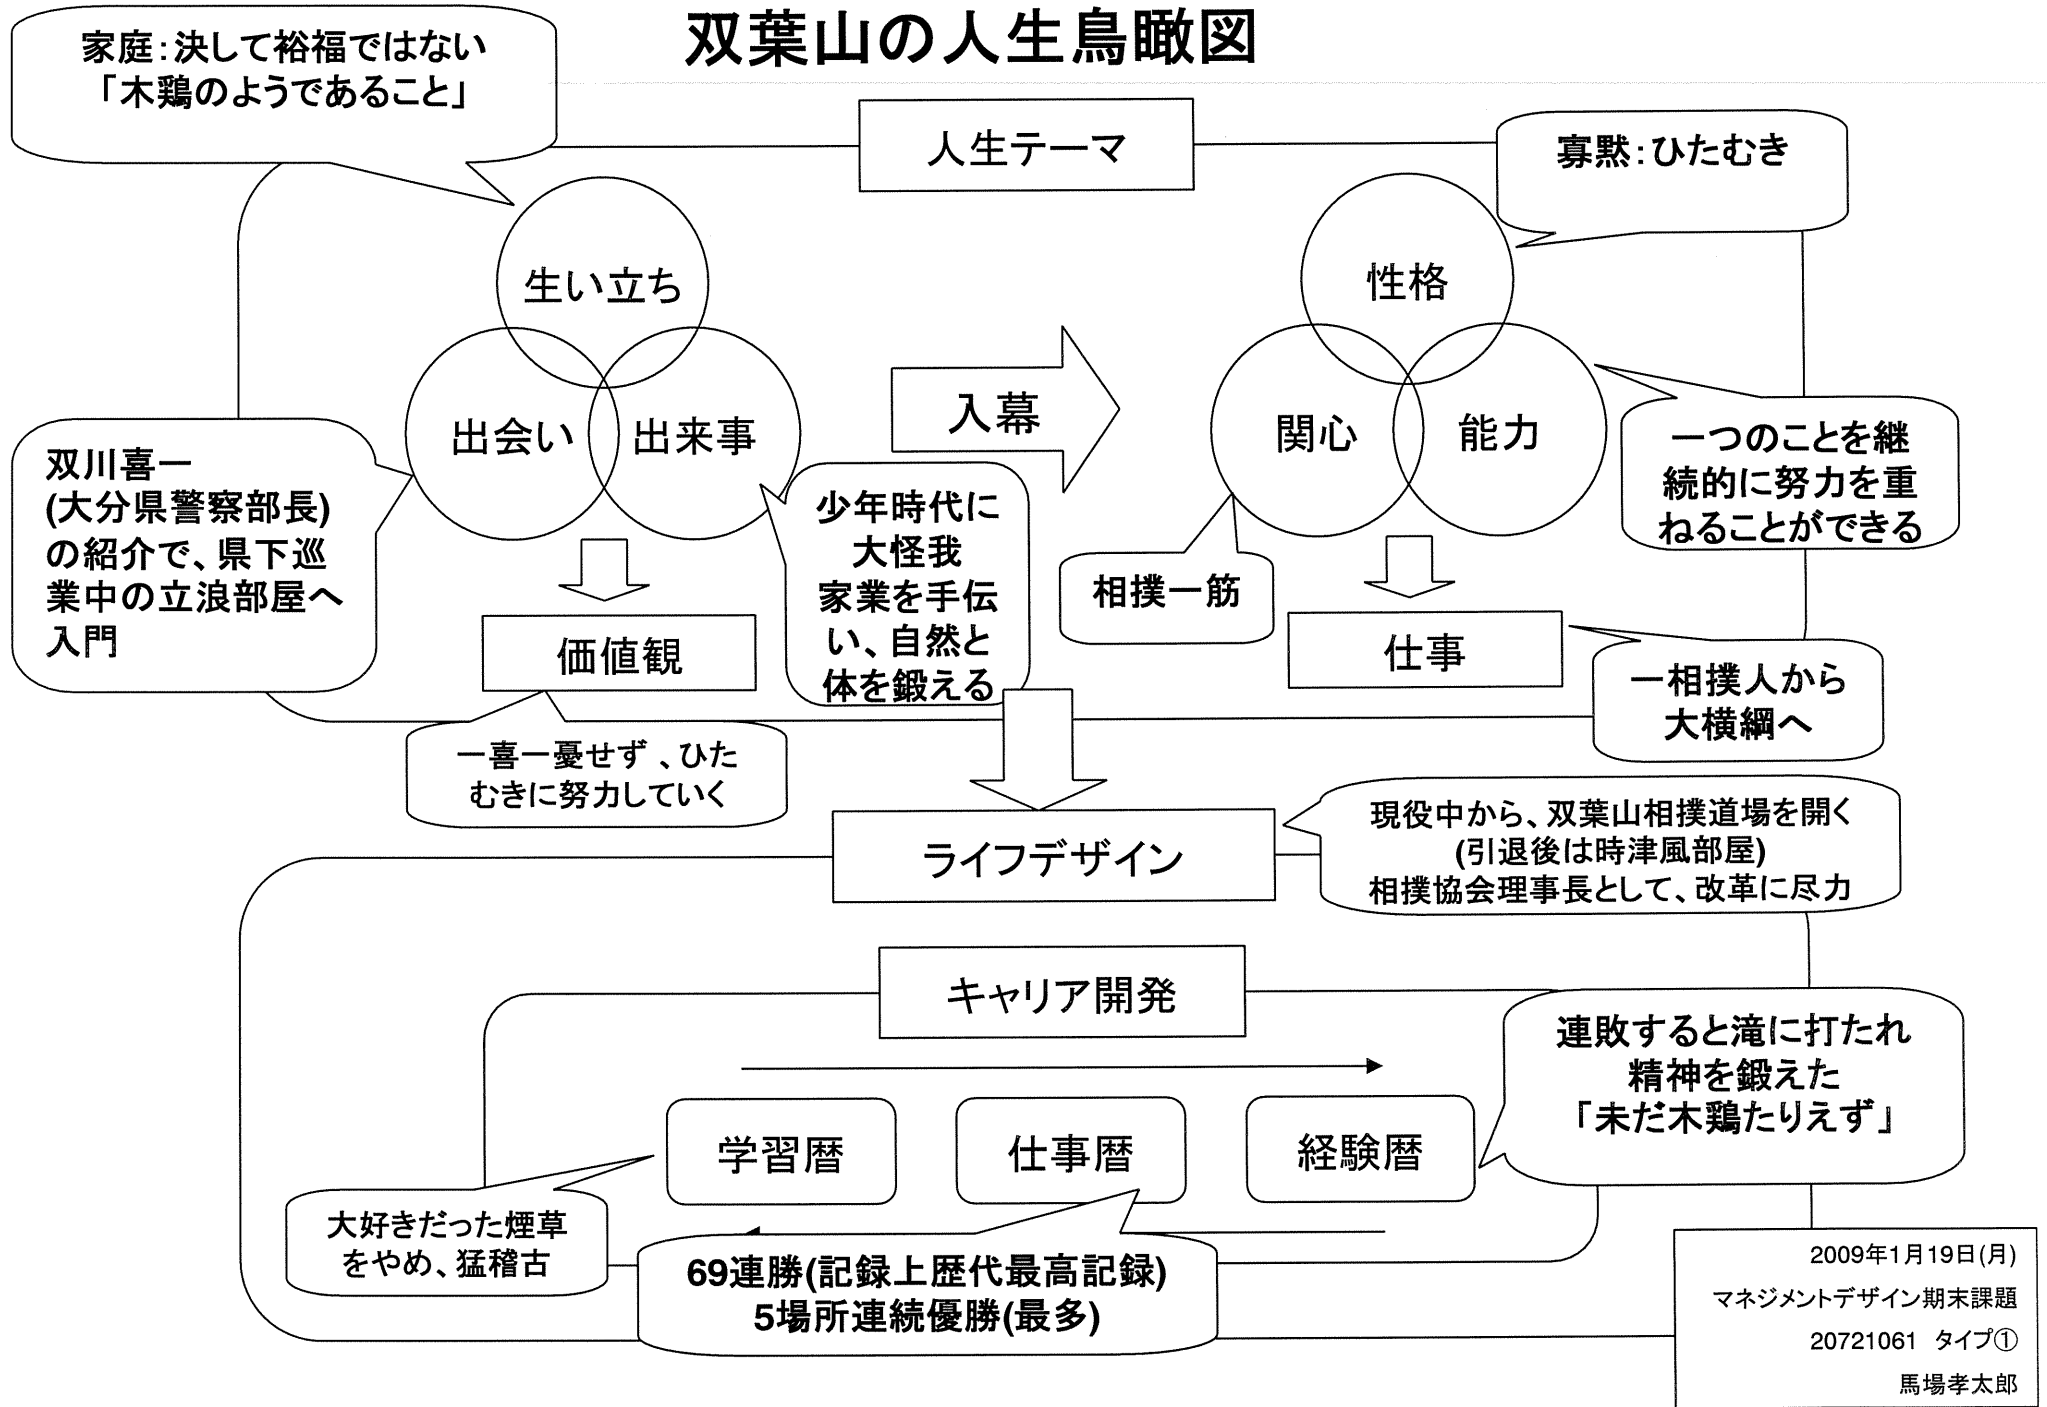 双葉山の人生鳥瞰図
家庭:決して裕福ではない
「木鶏のようであること」
人生テーマ
寡黙:ひたむき
生い立ち
出会い
出来事
入幕
性格
関心
能力
双川喜一
(大分県警察部長)
の紹介で、県下巡
業中の立浪部屋へ
入門
少年時代に
大怪我
家業を手伝
い、自然と
体を鍛える
相撲一筋
一つのことを継
続的に努力を重
ねることができる
価値観
仕事
一相撲人から
大横綱へ
一喜一憂せず 、ひた
むきに努力していく
ライフデザイン
現役中から、双葉山相撲道場を開く
(引退後は時津風部屋)
相撲協会理事長として、改革に尽力
キャリア開発
連敗すると滝に打たれ
精神を鍛えた
「未だ木鶏たりえず」
学習暦
仕事暦
経験暦
大好きだった煙草
をやめ、猛稽古
69連勝(記録上歴代最高記録)
5場所連続優勝(最多)
2009年1月19日(月)
マネジメントデザイン期末課題
20721061 タイプ①
馬場孝太郎